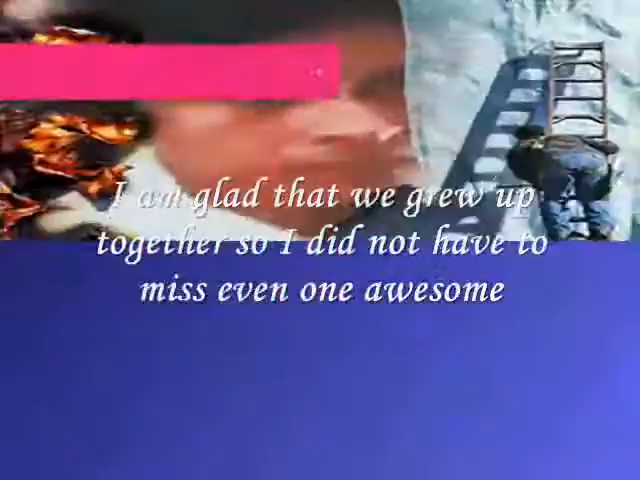 I am glad that we grew up
together so I did not have to
miss even one awesome